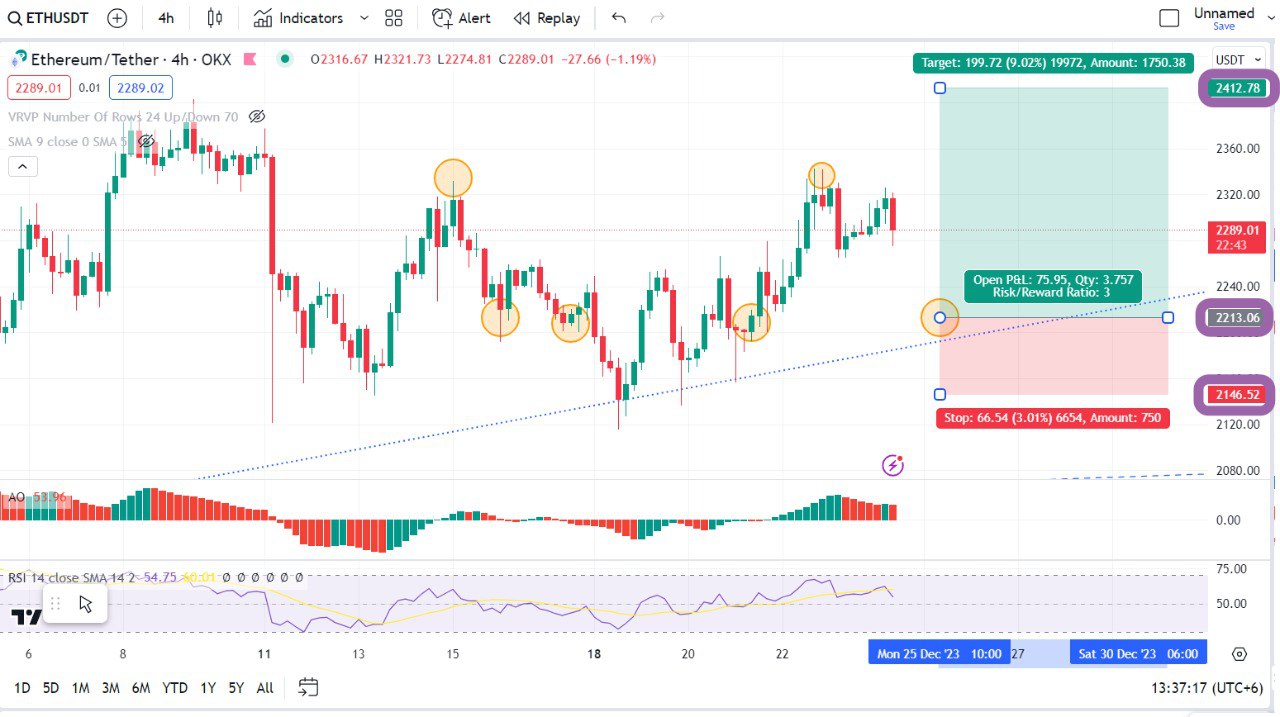 ETHUSDT 4h Indicators Alert Replay Unnamed
Save
Ethereum/Tether · 4h · OKX O2316.67 H2321.73 L2274.81 C2289.01 −27.66 (−1.19%)
2289.01 0.01 2289.02
VRVP Number Of Rows 24 Up/Down 70
SMA 9 close 0 SMA 5
Target: 199.72 (9.02%) 19972, Amount: 1750.38
USDT
2412.78
2360.00
2320.00
2289.01
22:43
Open P&L: 75.95, Qty: 3.757
Risk/Reward Ratio: 3
2240.00
2213.06
2146.52
Stop: 66.54 (3.01%) 6654, Amount: 750
2120.00
2080.00
AO 53.96
0.00
RSI 14 close SMA 14 2 54.75 60.01 Ø Ø Ø Ø Ø Ø
75.00
50.00
6 8 11 13 15 18 20 22 Mon 25 Dec '23 10:00 27 Sat 30 Dec '23 06:00
1D 5D 1M 3M 6M YTD 1Y 5Y All 13:37:17 (UTC+6)